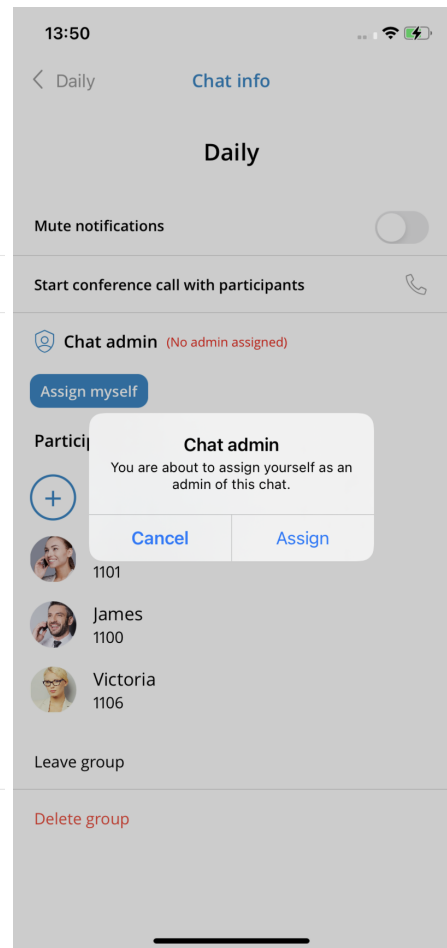 13:50
Daily
Chat info
Daily
Mute notifications
Start conference call with participants
Chat admin (No admin assigned)
Assign myself
Particip
Chat admin
You are about to assign yourself as an
admin of this chat.
Cancel
Assign
1101
James
1100
Victoria
1106
Leave group
Delete group